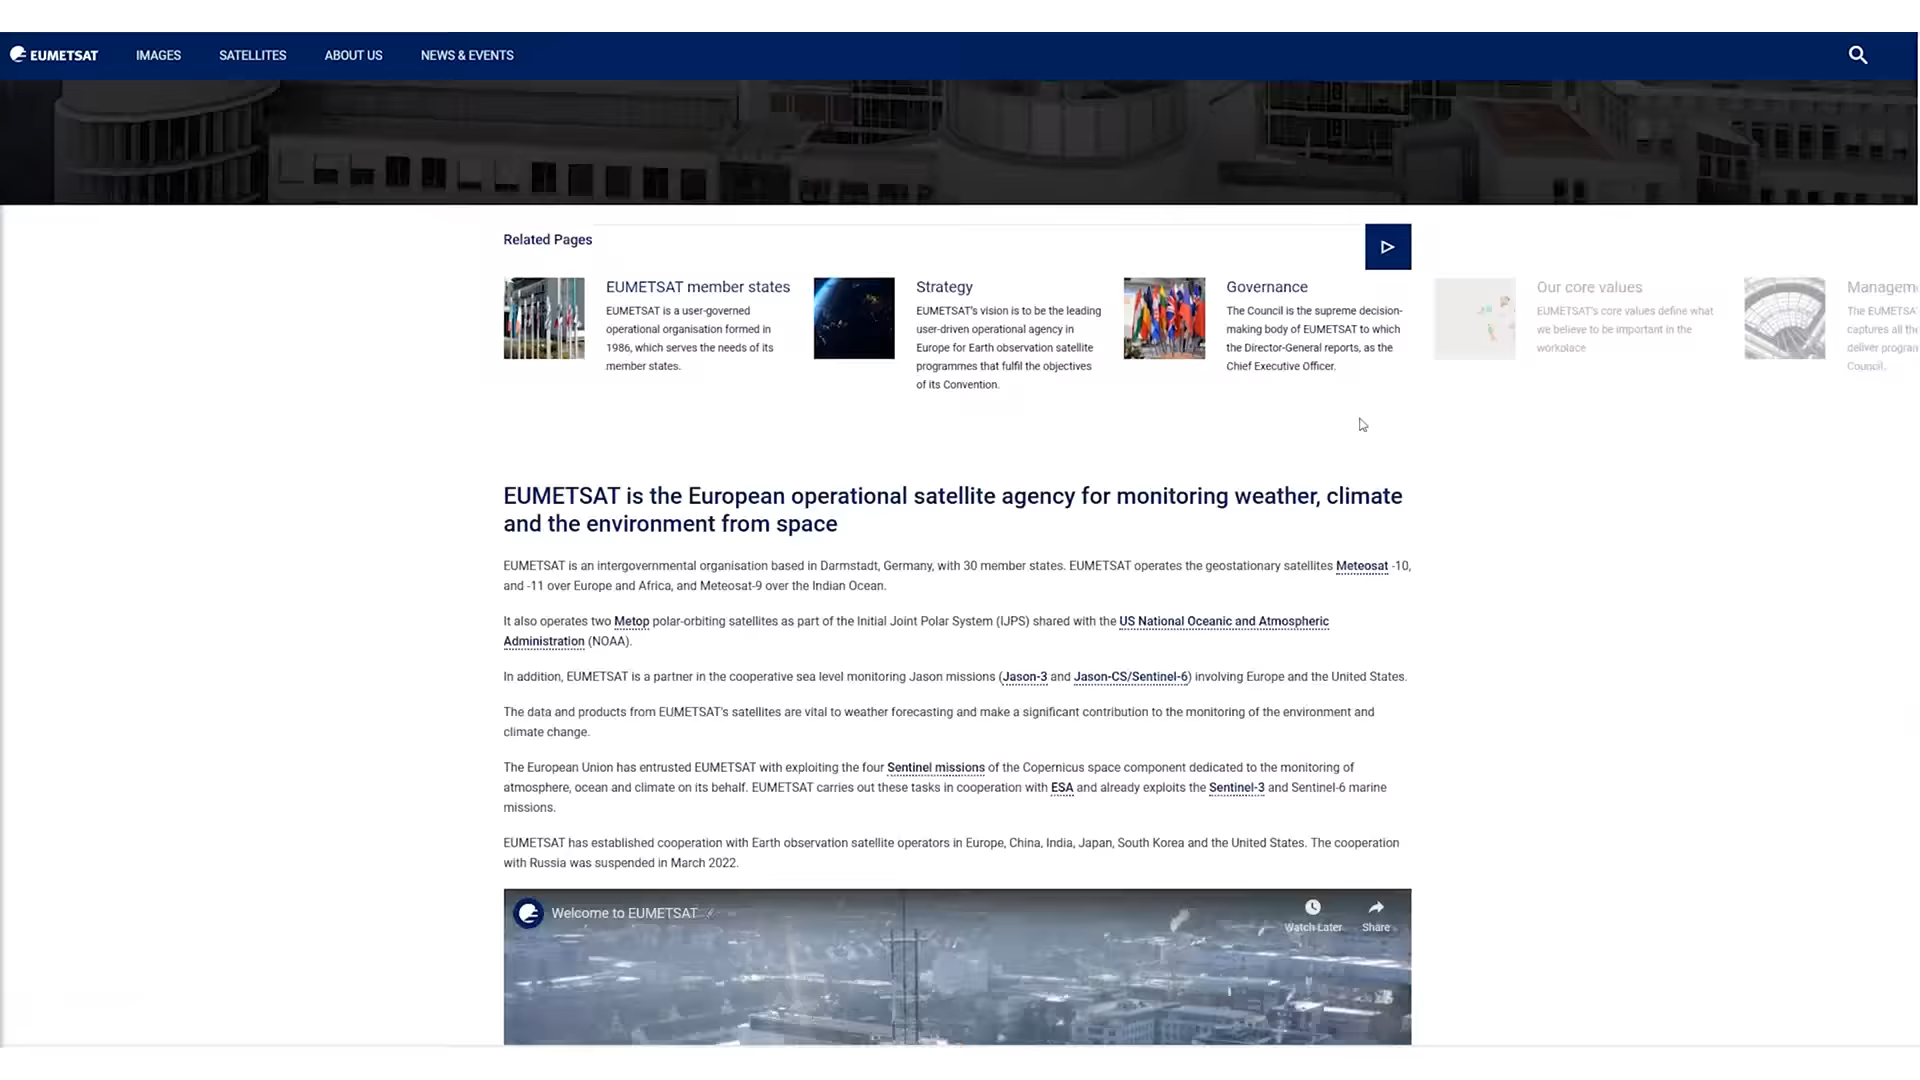 EUMETSAT IMAGES SATELLITES ABOUT US NEWS & EVENTS
Related Pages
EUMETSAT member states
EUMETSAT is a user-governed
operational organisation formed in
1986, which serves the needs of its
member states.
Strategy
EUMETSAT's vision is to be the leading
user-driven operational agency in
Europe for Earth observation satellite
programmes that fulfil the objectives
of its Convention.
Governance
The Council is the supreme decision-
making body of EUMETSAT to which
the Director-General reports, as the
Chief Executive Officer.
Our core values
EUMETSAT's core values define what
we believe to be important in the
workplace
Managem
The EUMETSA
captures all the
deliver program
Council.
EUMETSAT is the European operational satellite agency for monitoring weather, climate
and the environment from space
EUMETSAT is an intergovernmental organisation based in Darmstadt, Germany, with 30 member states. EUMETSAT operates the geostationary satellites Meteosat -10,
and -11 over Europe and Africa, and Meteosat-9 over the Indian Ocean.
It also operates two Metop polar-orbiting satellites as part of the Initial Joint Polar System (IJPS) shared with the US National Oceanic and Atmospheric
Administration (NOAA).
In addition, EUMETSAT is a partner in the cooperative sea level monitoring Jason missions (Jason-3 and Jason-CS/Sentinel-6) involving Europe and the United States.
The data and products from EUMETSAT's satellites are vital to weather forecasting and make a significant contribution to the monitoring of the environment and
climate change.
The European Union has entrusted EUMETSAT with exploiting the four Sentinel missions of the Copernicus space component dedicated to the monitoring of
atmosphere, ocean and climate on its behalf. EUMETSAT carries out these tasks in cooperation with ESA and already exploits the Sentinel-3 and Sentinel-6 marine
missions.
EUMETSAT has established cooperation with Earth observation satellite operators in Europe, China, India, Japan, South Korea and the United States. The cooperation
with Russia was suspended in March 2022.
Welcome to EUMETSAT
Watch Later Share